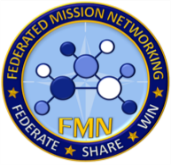 FEDERATED MISSION NETWORKING
FMN
FEDERATE ★ SHARE ★ WIN